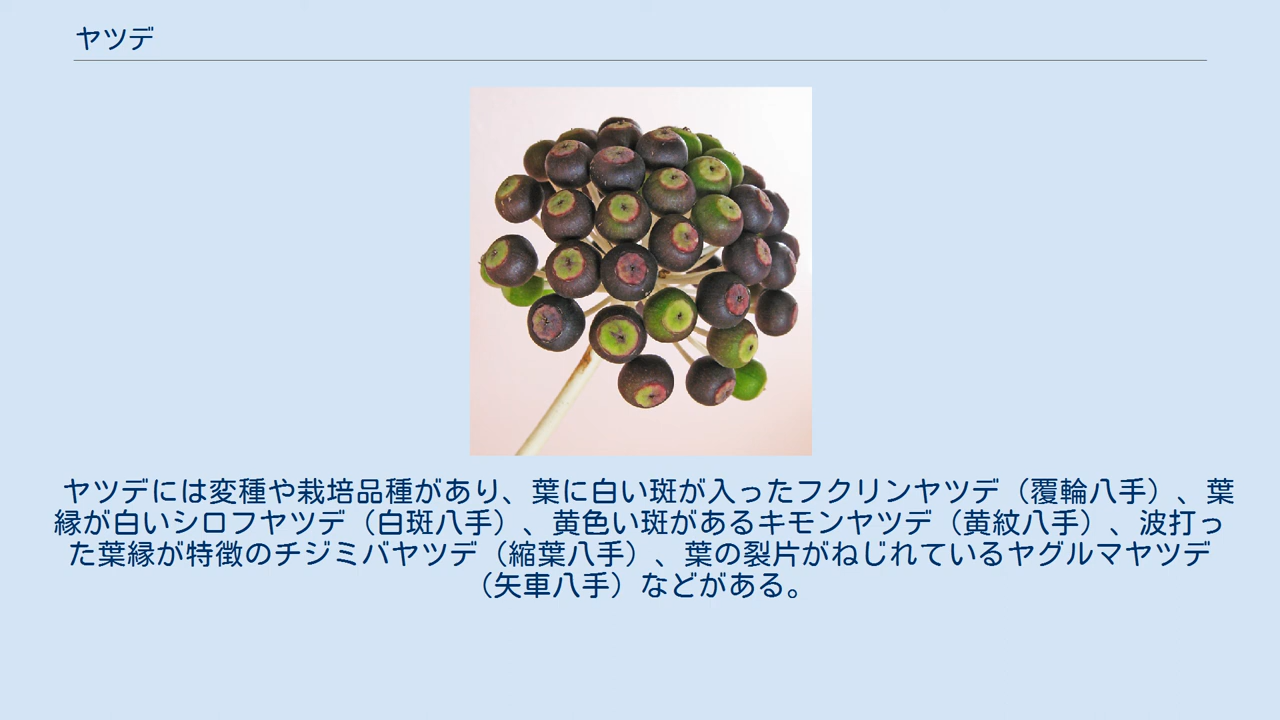 ヤツデ
ヤツデには変種や栽培品種があり、葉に白い斑が入ったフクリンヤツデ（覆輪八手）、葉
縁が白いシロフヤツデ（白斑八手）、黄色い斑があるキモンヤツデ（黄紋八手）、波打っ
た葉縁が特徴のチジミバヤツデ（縮葉八手）、葉の裂片がねじれているヤグルマヤツデ
（矢車八手）などがある。